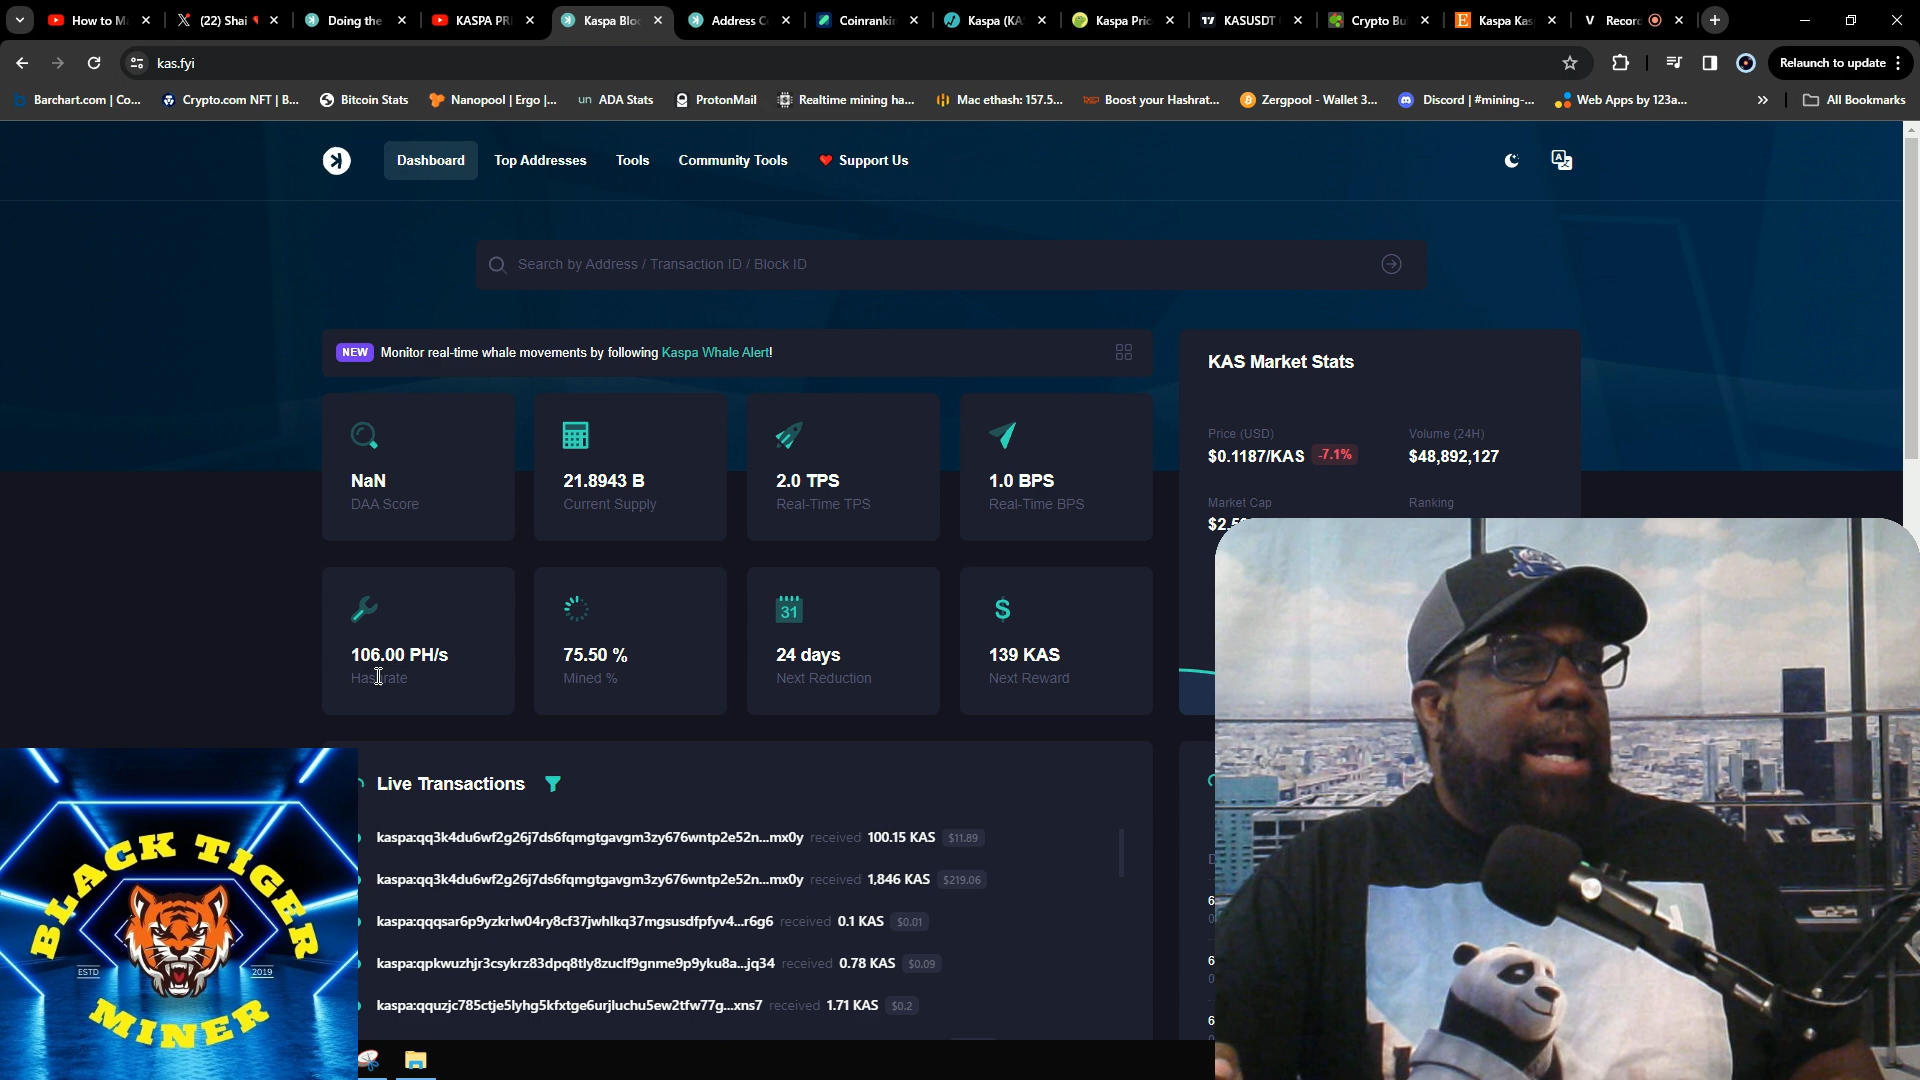 How to M
(22) Shai
Doing the
KASPA PR
Kaspa Blo
Address C
Coinranki
Kaspa (KA
Kaspa Pric
KASUSDT
Crypto Bu
Kaspa Kas
Record
kas.fyi
Relaunch to update
Barchart.com | Co...
Crypto.com NFT | B...
Bitcoin Stats
Nanopool | Ergo |...
ADA Stats
ProtonMail
Realtime mining ha...
Mac ethash: 157.5...
Boost your Hashrat...
Zergpool - Wallet 3...
Discord | #mining-...
Web Apps by 123a...
All Bookmarks
Dashboard
Top Addresses
Tools
Community Tools
Support Us
Search by Address / Transaction ID / Block ID
NEW Monitor real-time whale movements by following Kaspa Whale Alert!
KAS Market Stats
Price (USD)
$0.1187/KAS -7.1%
Volume (24H)
$48,892,127
Market Cap
Ranking
NaN
DAA Score
21.8943 B
Current Supply
2.0 TPS
Real-Time TPS
1.0 BPS
Real-Time BPS
106.00 PH/s
Hashrate
75.50 %
Mined %
31
24 days
Next Reduction
139 KAS
Next Reward
Live Transactions
kaspa:qq3k4du6wf2g26j7ds6fqmgtgavgm3zy676wntp2e52n...mx0y received 100.15 KAS $11.89
kaspa:qq3k4du6wf2g26j7ds6fqmgtgavgm3zy676wntp2e52n...mx0y received 1,846 KAS $219.06
kaspa:qqqsar6p9yzkrlw04ry8cf37jwhlkq37mgsusdfpfyv4...r6g6 received 0.1 KAS $0.01
kaspa:qpkwuzhjr3csykrz83dpq8tly8zuclf9gnme9p9yku8a...jq34 received 0.78 KAS $0.09
kaspa:qquzjc785ctje5lyhg5kfxtge6urjluchu5ew2tfw77g...xns7 received 1.71 KAS $0.2
BLACK TIGER
ESTD 2019
MINER